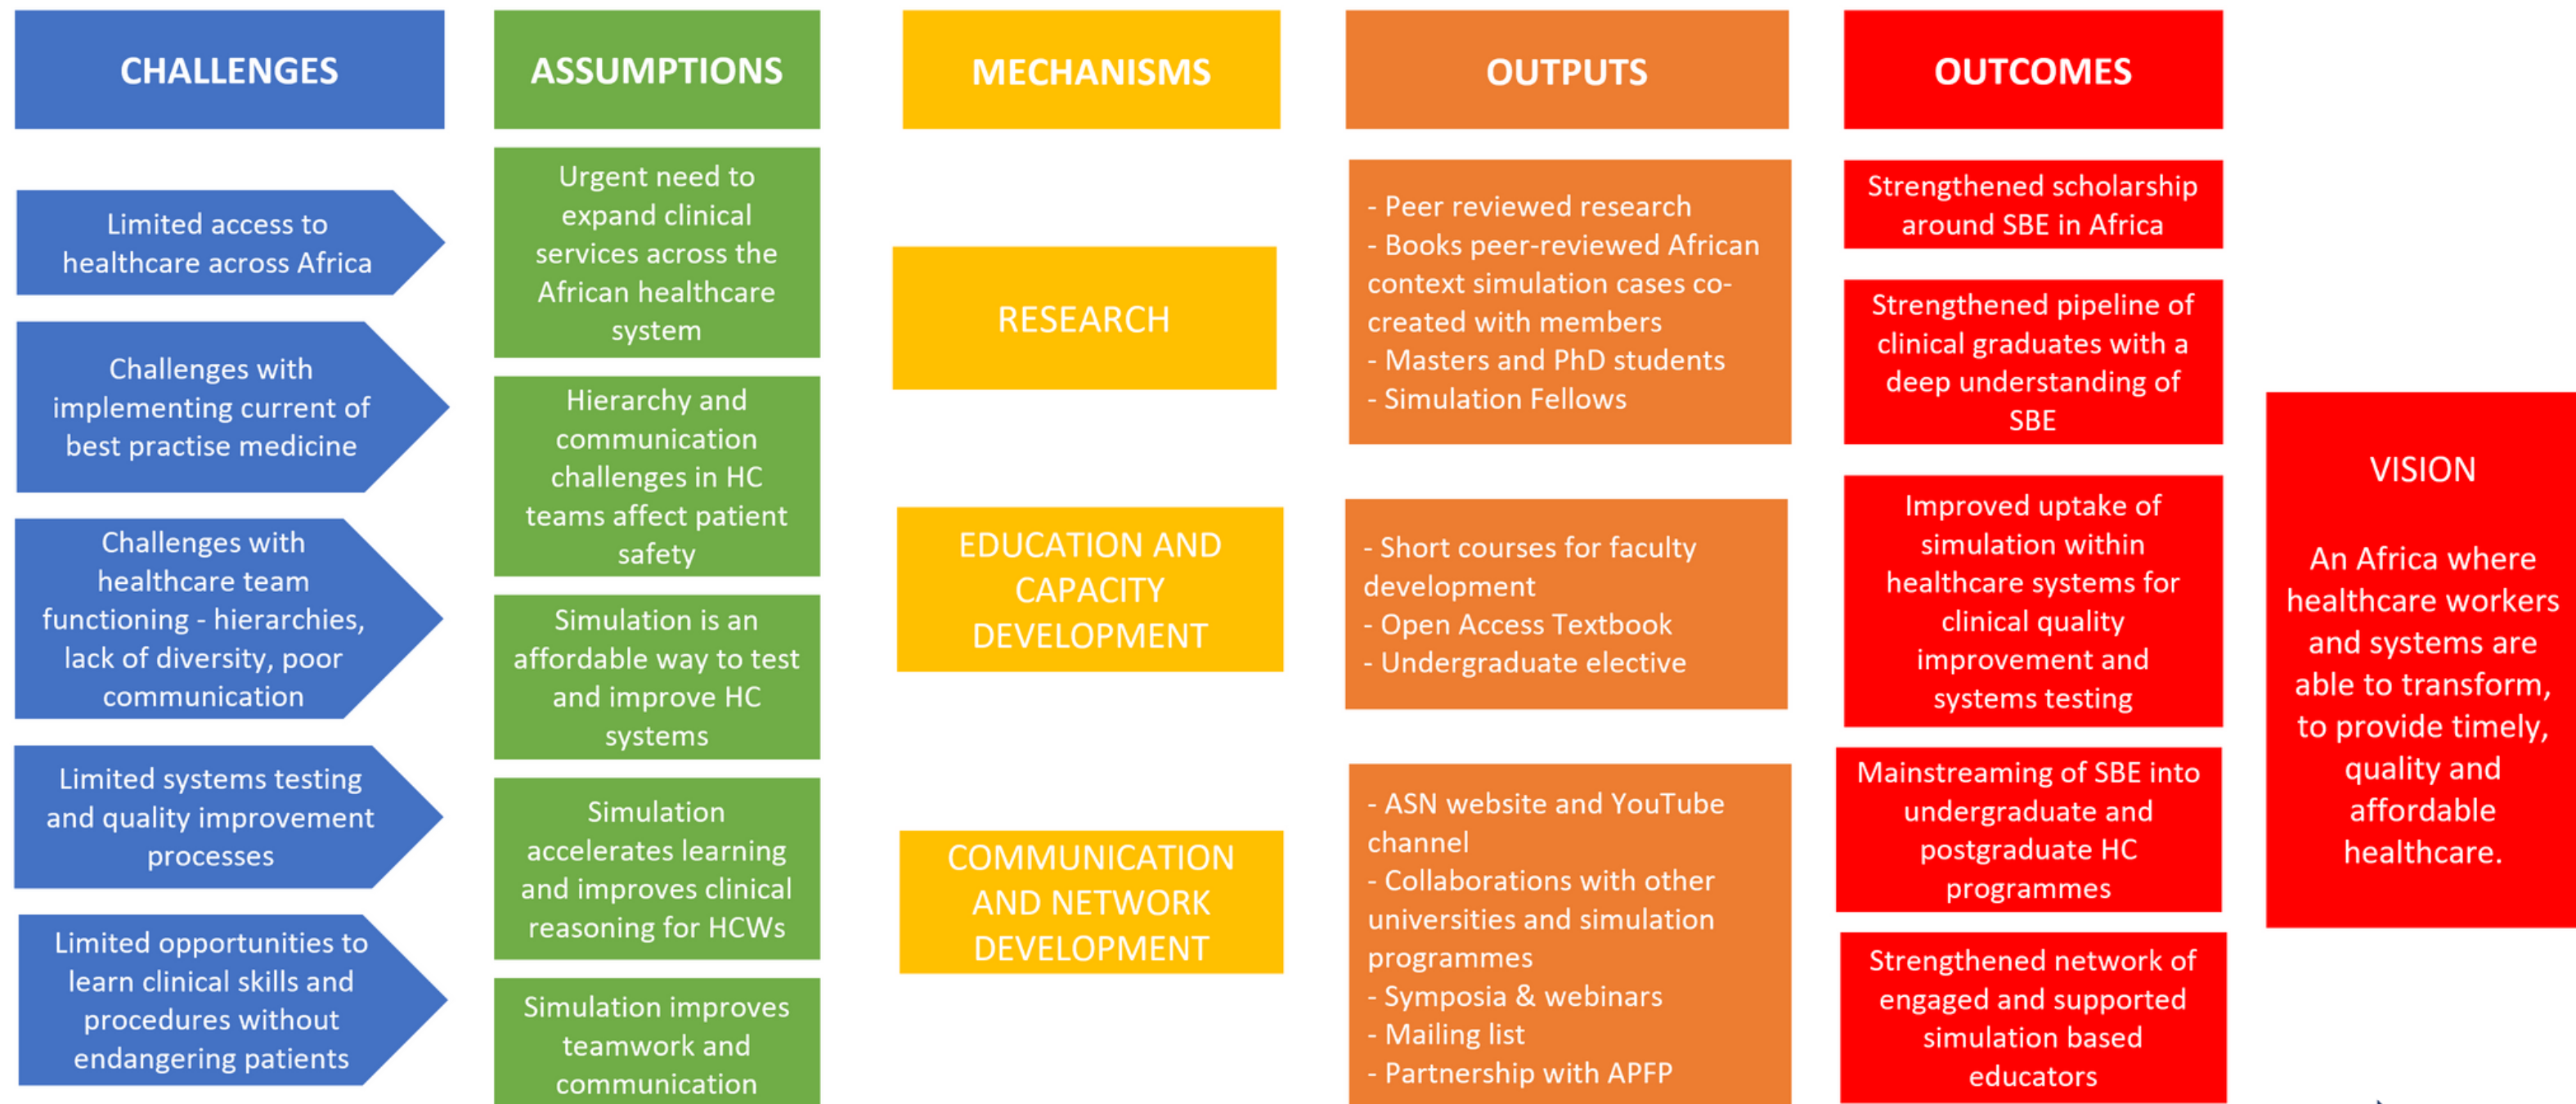 CHALLENGES
Limited access to
healthcare across Africa
Challenges with
implementing current of
best practise medicine
Challenges with
healthcare team
functioning - hierarchies,
lack of diversity, poor
communication
Limited systems testing
and quality improvement
processes
Limited opportunities to
learn clinical skills and
procedures without
endangering patients
ASSUMPTIONS
Urgent need to
expand clinical
services across the
African healthcare
system
Hierarchy and
communication
challenges in HC
teams affect patient
safety
Simulation is an
affordable way to test
and improve HC
systems
Simulation
accelerates learning
and improves clinical
reasoning for HCWs
Simulation improves
teamwork and
communication
MECHANISMS
RESEARCH
EDUCATION AND
CAPACITY
DEVELOPMENT
COMMUNICATION
AND NETWORK
DEVELOPMENT
OUTPUTS
- Peer reviewed research
- Books peer-reviewed African
context simulation cases co-
created with members
- Masters and PhD students
- Simulation Fellows
- Short courses for faculty
development
- Open Access Textbook
- Undergraduate elective
- ASN website and YouTube
channel
- Collaborations with other
universities and simulation
programmes
- Symposia & webinars
- Mailing list
- Partnership with APFP
OUTCOMES
Strengthened scholarship
around SBE in Africa
Strengthened pipeline of
clinical graduates with a
deep understanding of
SBE
Improved uptake of
simulation within
healthcare systems for
clinical quality
improvement and
systems testing
Mainstreaming of SBE into
undergraduate and
postgraduate HC
programmes
Strengthened network of
engaged and supported
simulation based
educators
VISION
An Africa where
healthcare workers
and systems are
able to transform,
to provide timely,
quality and
affordable
healthcare.